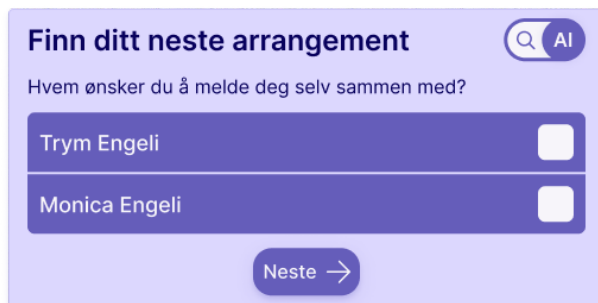 Finn ditt neste arrangement
AI
Hvem ønsker du å melde deg selv sammen med?
Trym Engeli
Monica Engeli
Neste